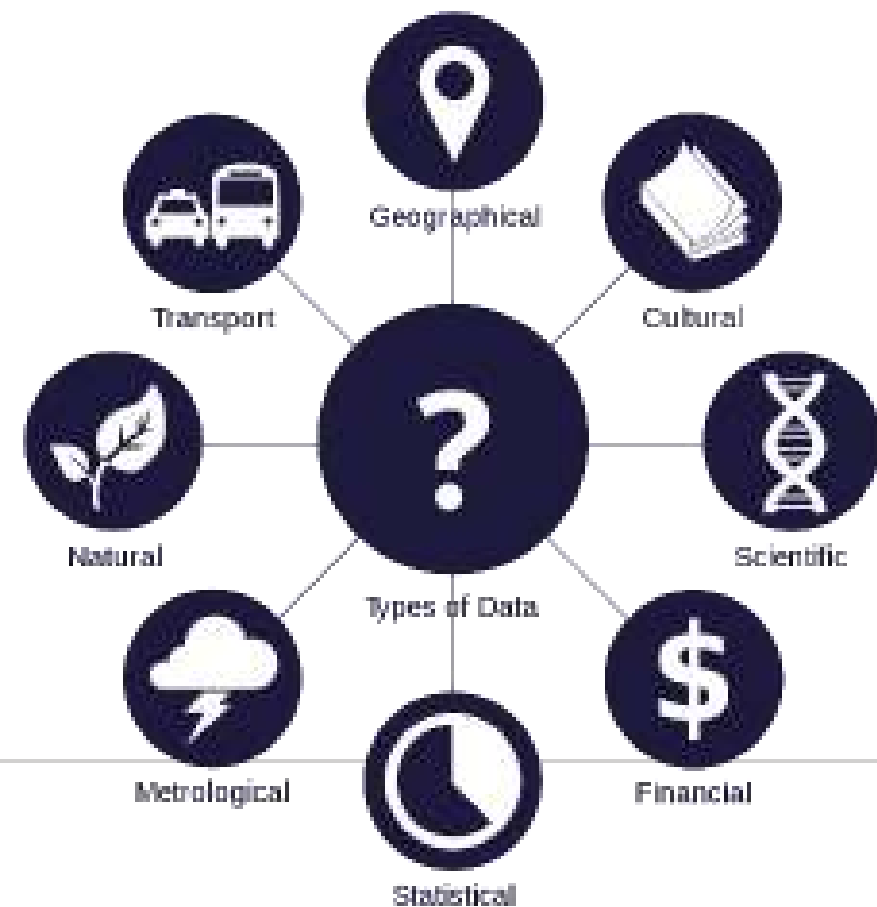 Geographical
Transport
Cultural
?
Natural
Scientific
Types of Data
$
Metrological
Financial
Statistical